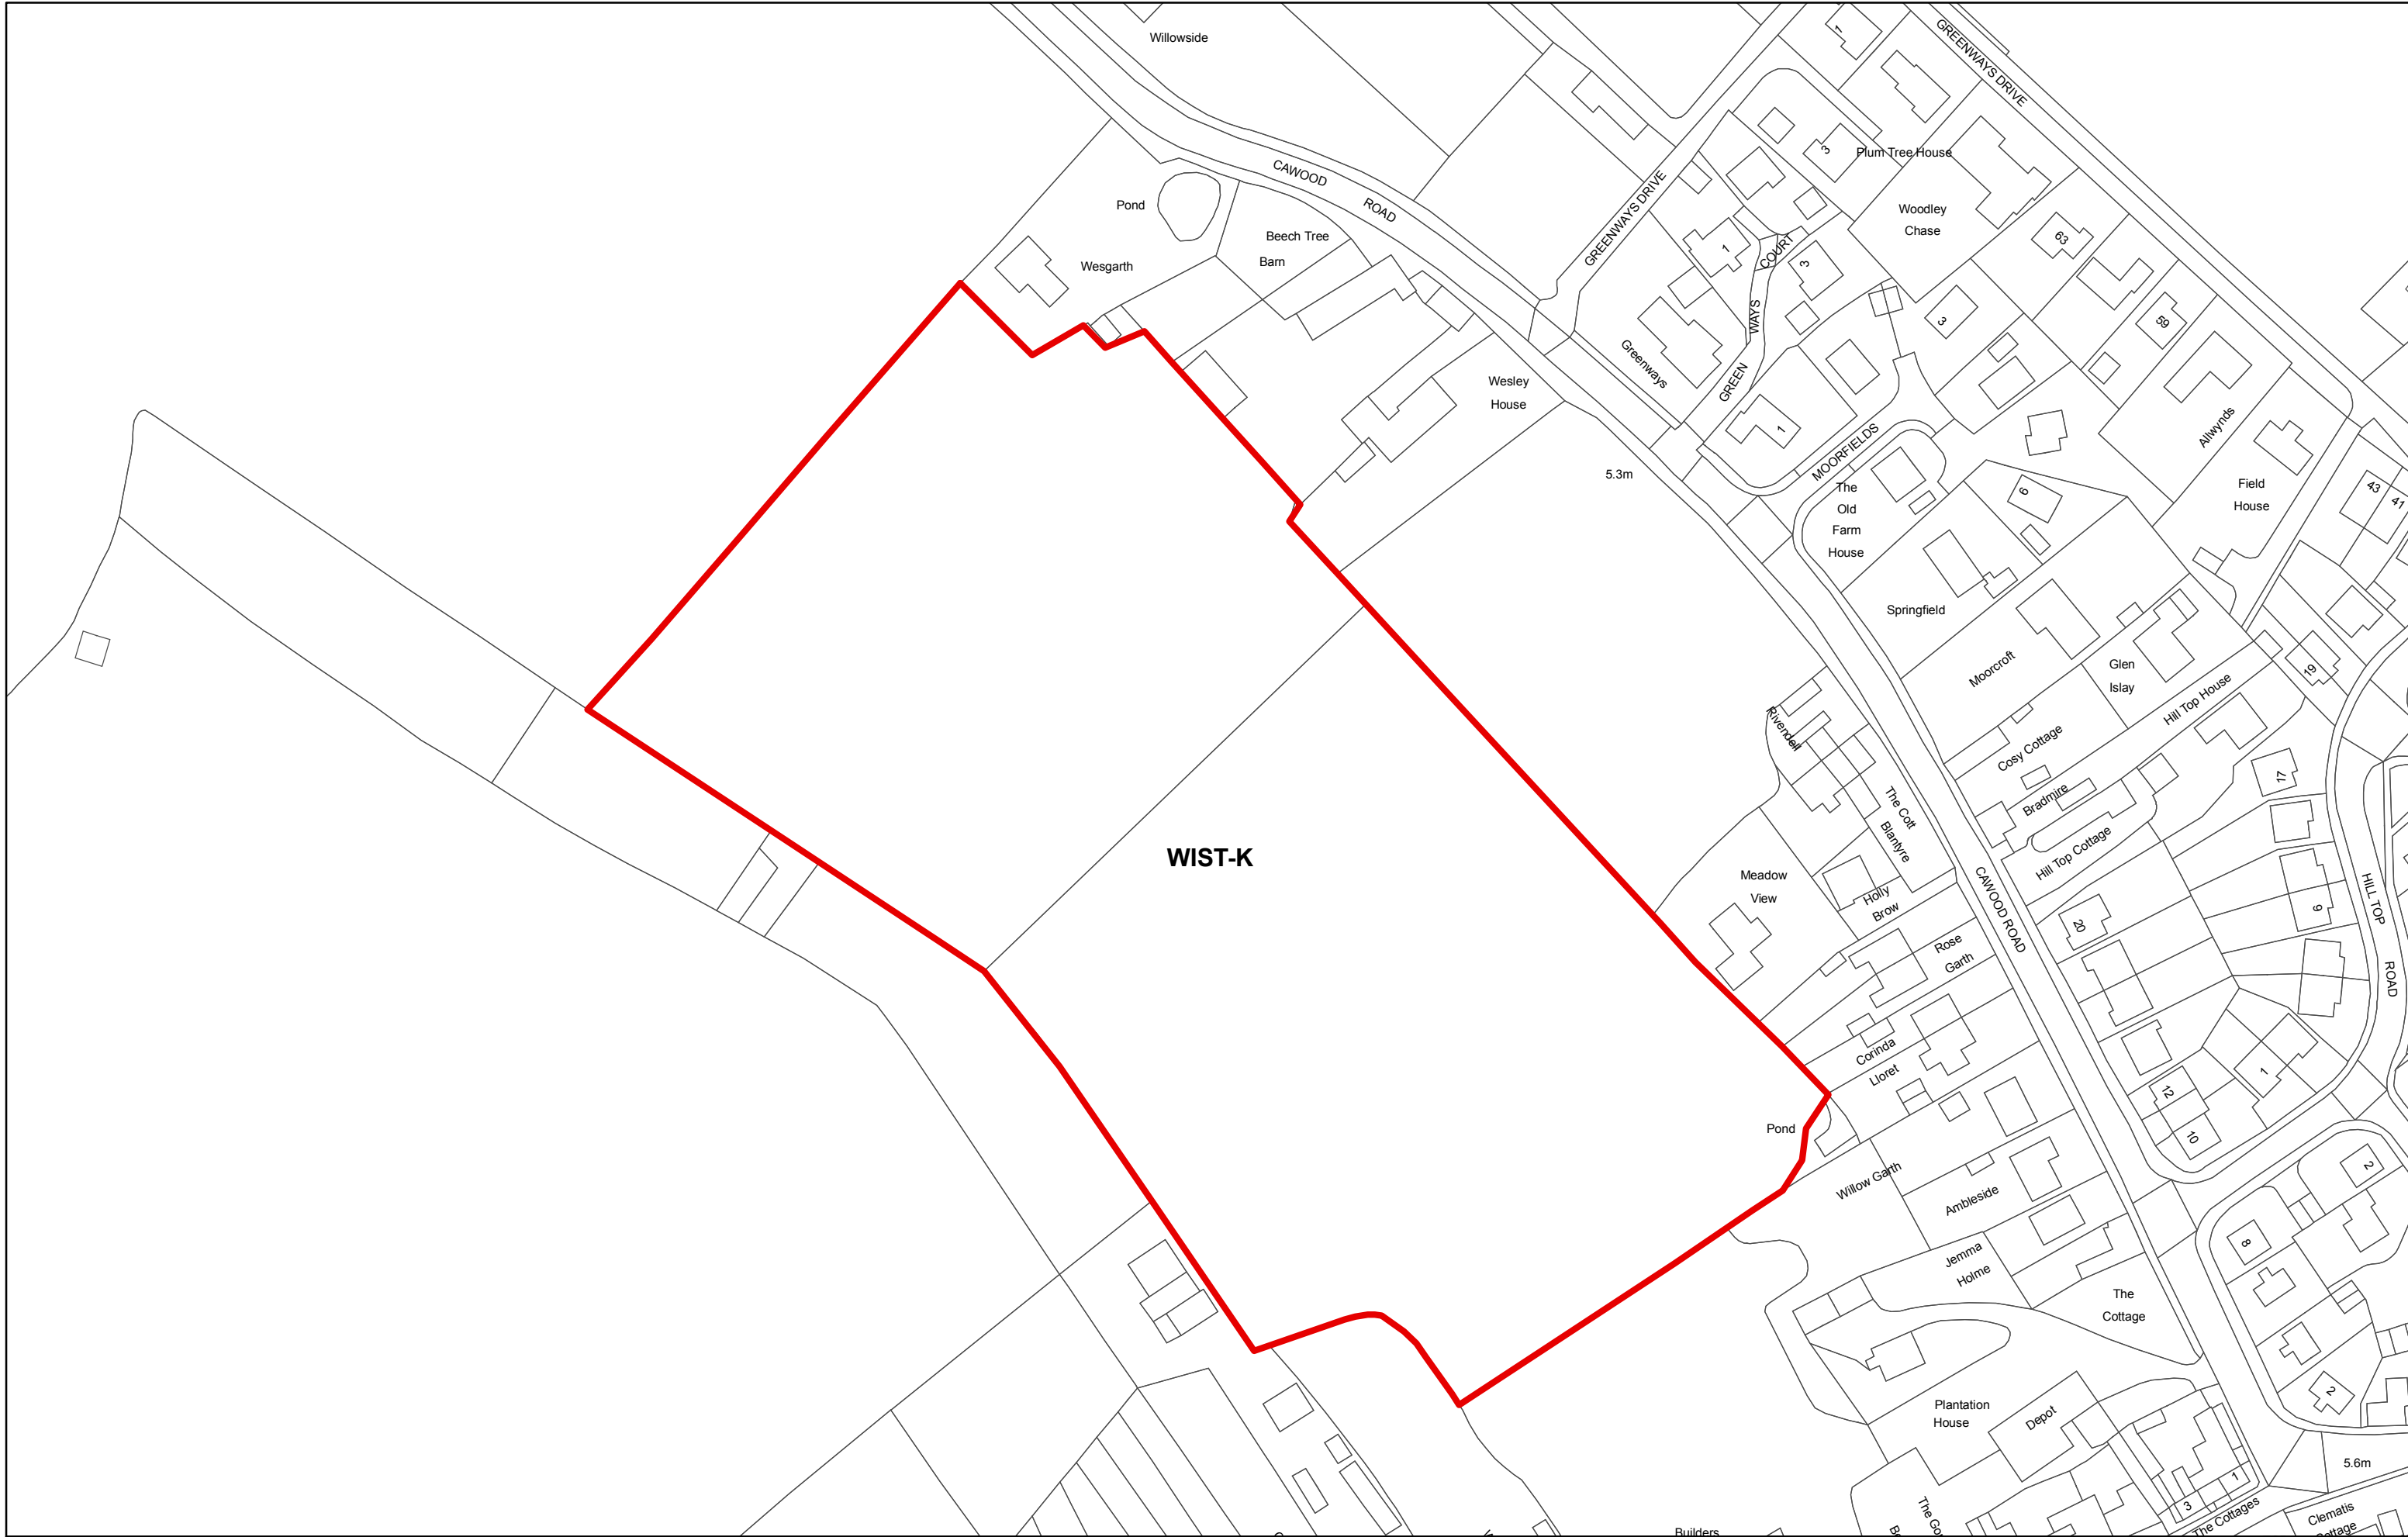 Willowside
GREENWAYS DRIVE
1
CAWOOD
ROAD
Pond
Beech Tree
Barn
Wesgarth
GREENWAYS DRIVE
3
Plum Tree House
Woodley
Chase
63
1
COURT
3
WAYS
GREEN
Greenways
3
59
Wesley
House
1
MOORFIELDS
Allwynds
5.3m
The
Old
Farm
House
6
Field
House
43
41
Springfield
Moorcroft
Glen
Islay
19
Hill Top House
Rivendell
Cosy Cottage
Bradmire
Hill Top Cottage
17
The Cott
Blantyre
WIST-K
Meadow
View
Holly
Brow
CAWOOD ROAD
HILL TOP
ROAD
9
20
Rose
Garth
Corinda
Lloret
1
12
10
Pond
Willow Garth
Ambleside
2
8
Jemma
Holme
The
Cottage
2
Plantation
House
Depot
5.6m
1
3
The Cottages
Clematis
Cottage
Builders